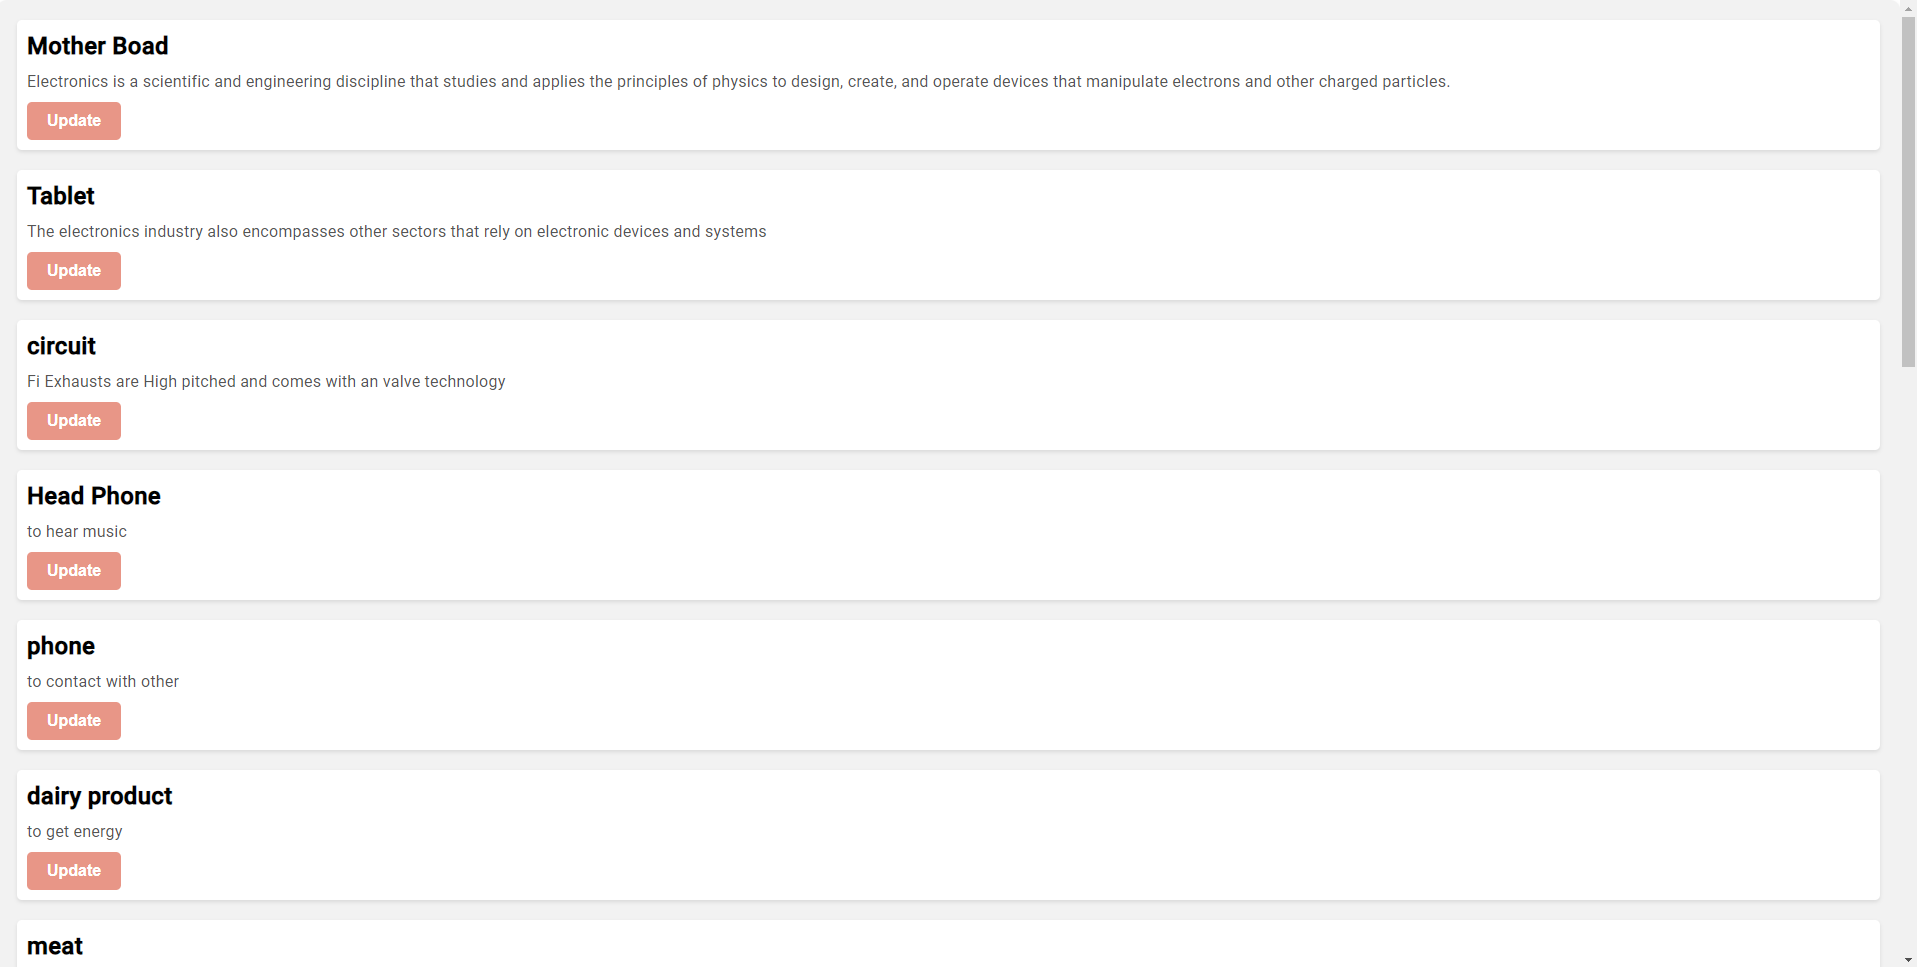 Mother Boad
Electronics is a scientific and engineering discipline that studies and applies the principles of physics to design, create, and operate devices that manipulate electrons and other charged particles.
Update
Tablet
The electronics industry also encompasses other sectors that rely on electronic devices and systems
Update
circuit
Fi Exhausts are High pitched and comes with an valve technology
Update
Head Phone
to hear music
Update
phone
to contact with other
Update
dairy product
to get energy
Update
meat